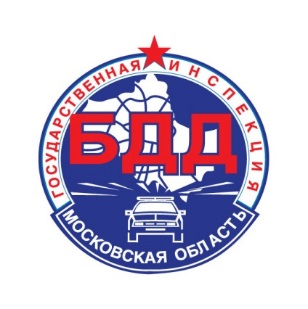 ГОСУДАРСТВЕННАЯ ИНСПЕКЦИЯ
БДД
МОСКОВСКАЯ ОБЛАСТЬ